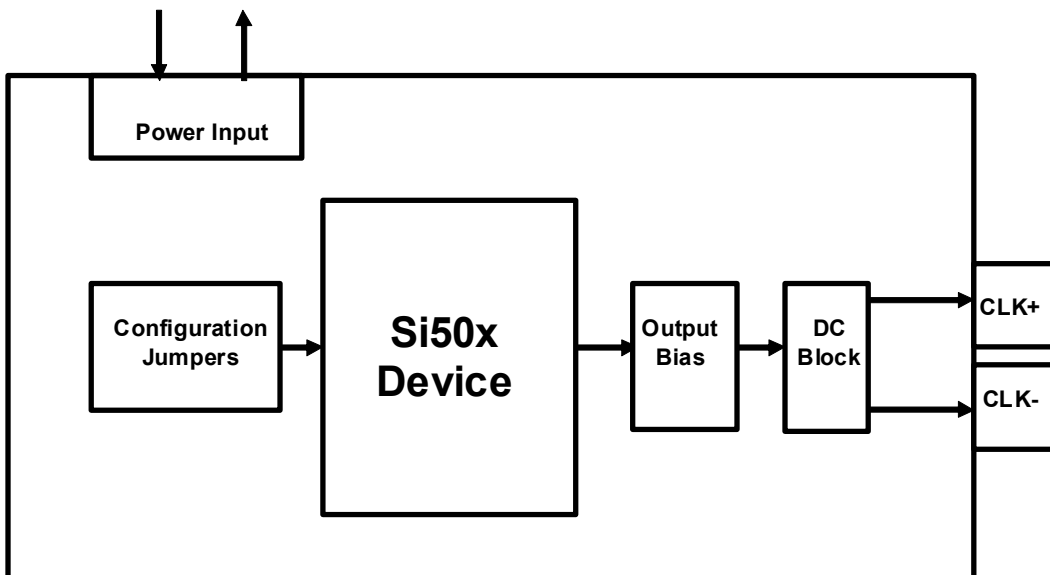 Power Input
Configuration
Jumpers
Si50x
Device
Output
Bias
DC
Block
CLK+
CLK-